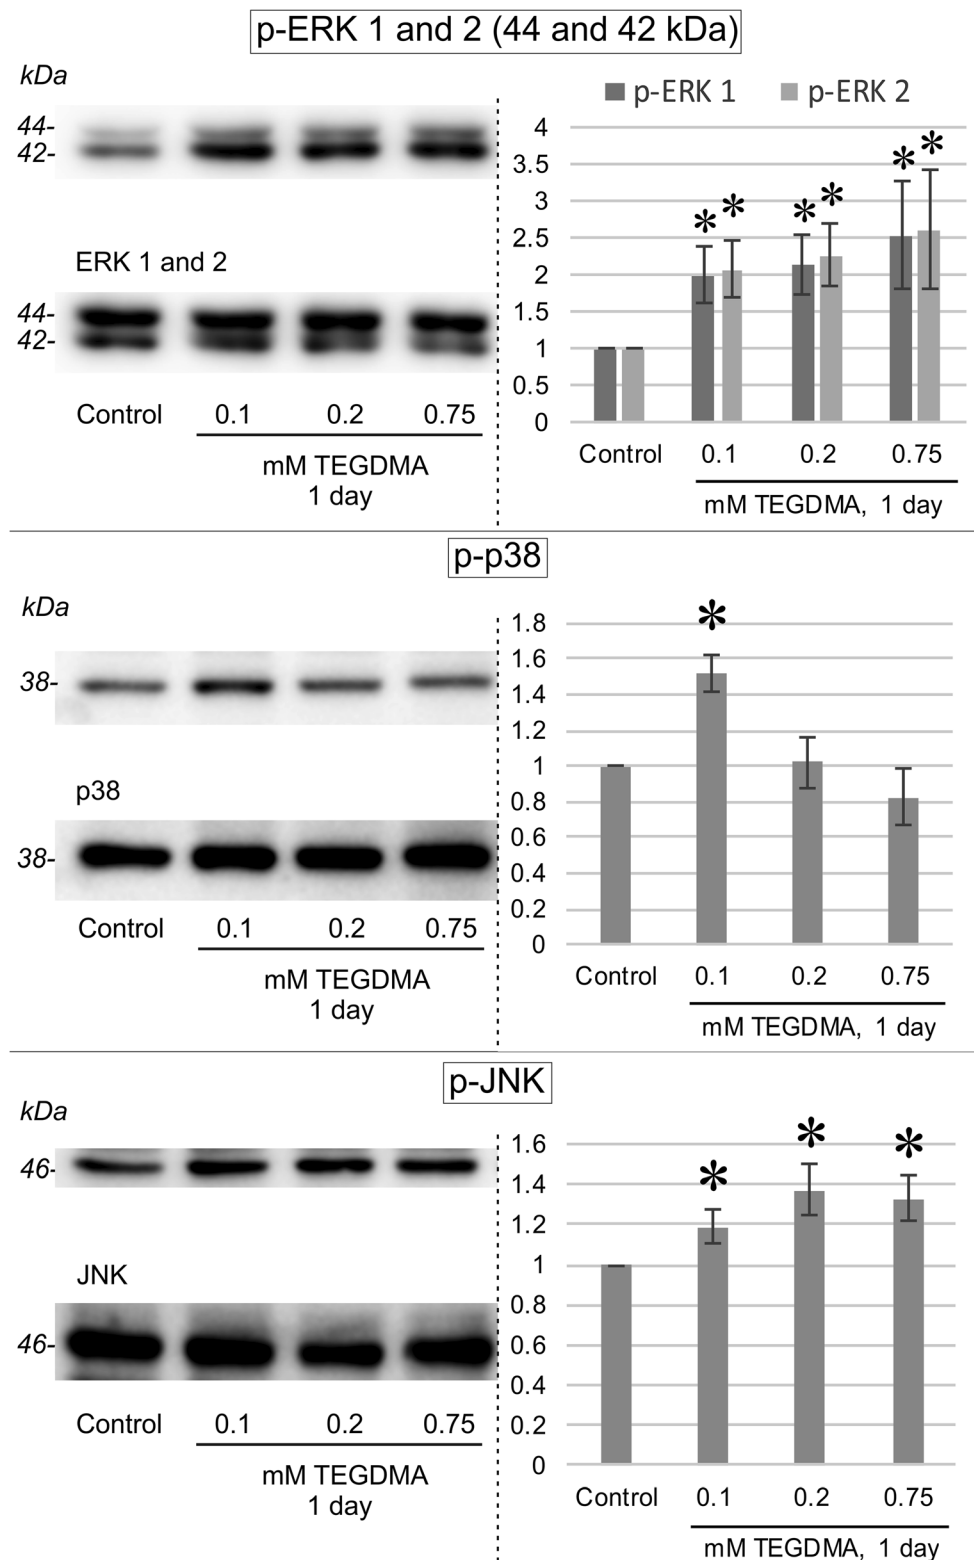 p-ERK 1 and 2 (44 and 42 kDa)
kDa
44-
42-
ERK 1 and 2
44-
42-
Control 0.1 0.2 0.75
mM TEGDMA
1 day
p-ERK 1 p-ERK 2
4
3.5
3
2.5
2
1.5
1
0.5
0
* * * * * *
Control 0.1 0.2 0.75
mM TEGDMA, 1 day
p-p38
kDa
38-
p38
38-
Control 0.1 0.2 0.75
mM TEGDMA
1 day
1.8
1.6
1.4
1.2
1
0.8
0.6
0.4
0.2
0
*
Control 0.1 0.2 0.75
mM TEGDMA, 1 day
p-JNK
kDa
46-
JNK
46-
Control 0.1 0.2 0.75
mM TEGDMA
1 day
1.6
1.4
1.2
1
0.8
0.6
0.4
0.2
0
* * *
Control 0.1 0.2 0.75
mM TEGDMA, 1 day